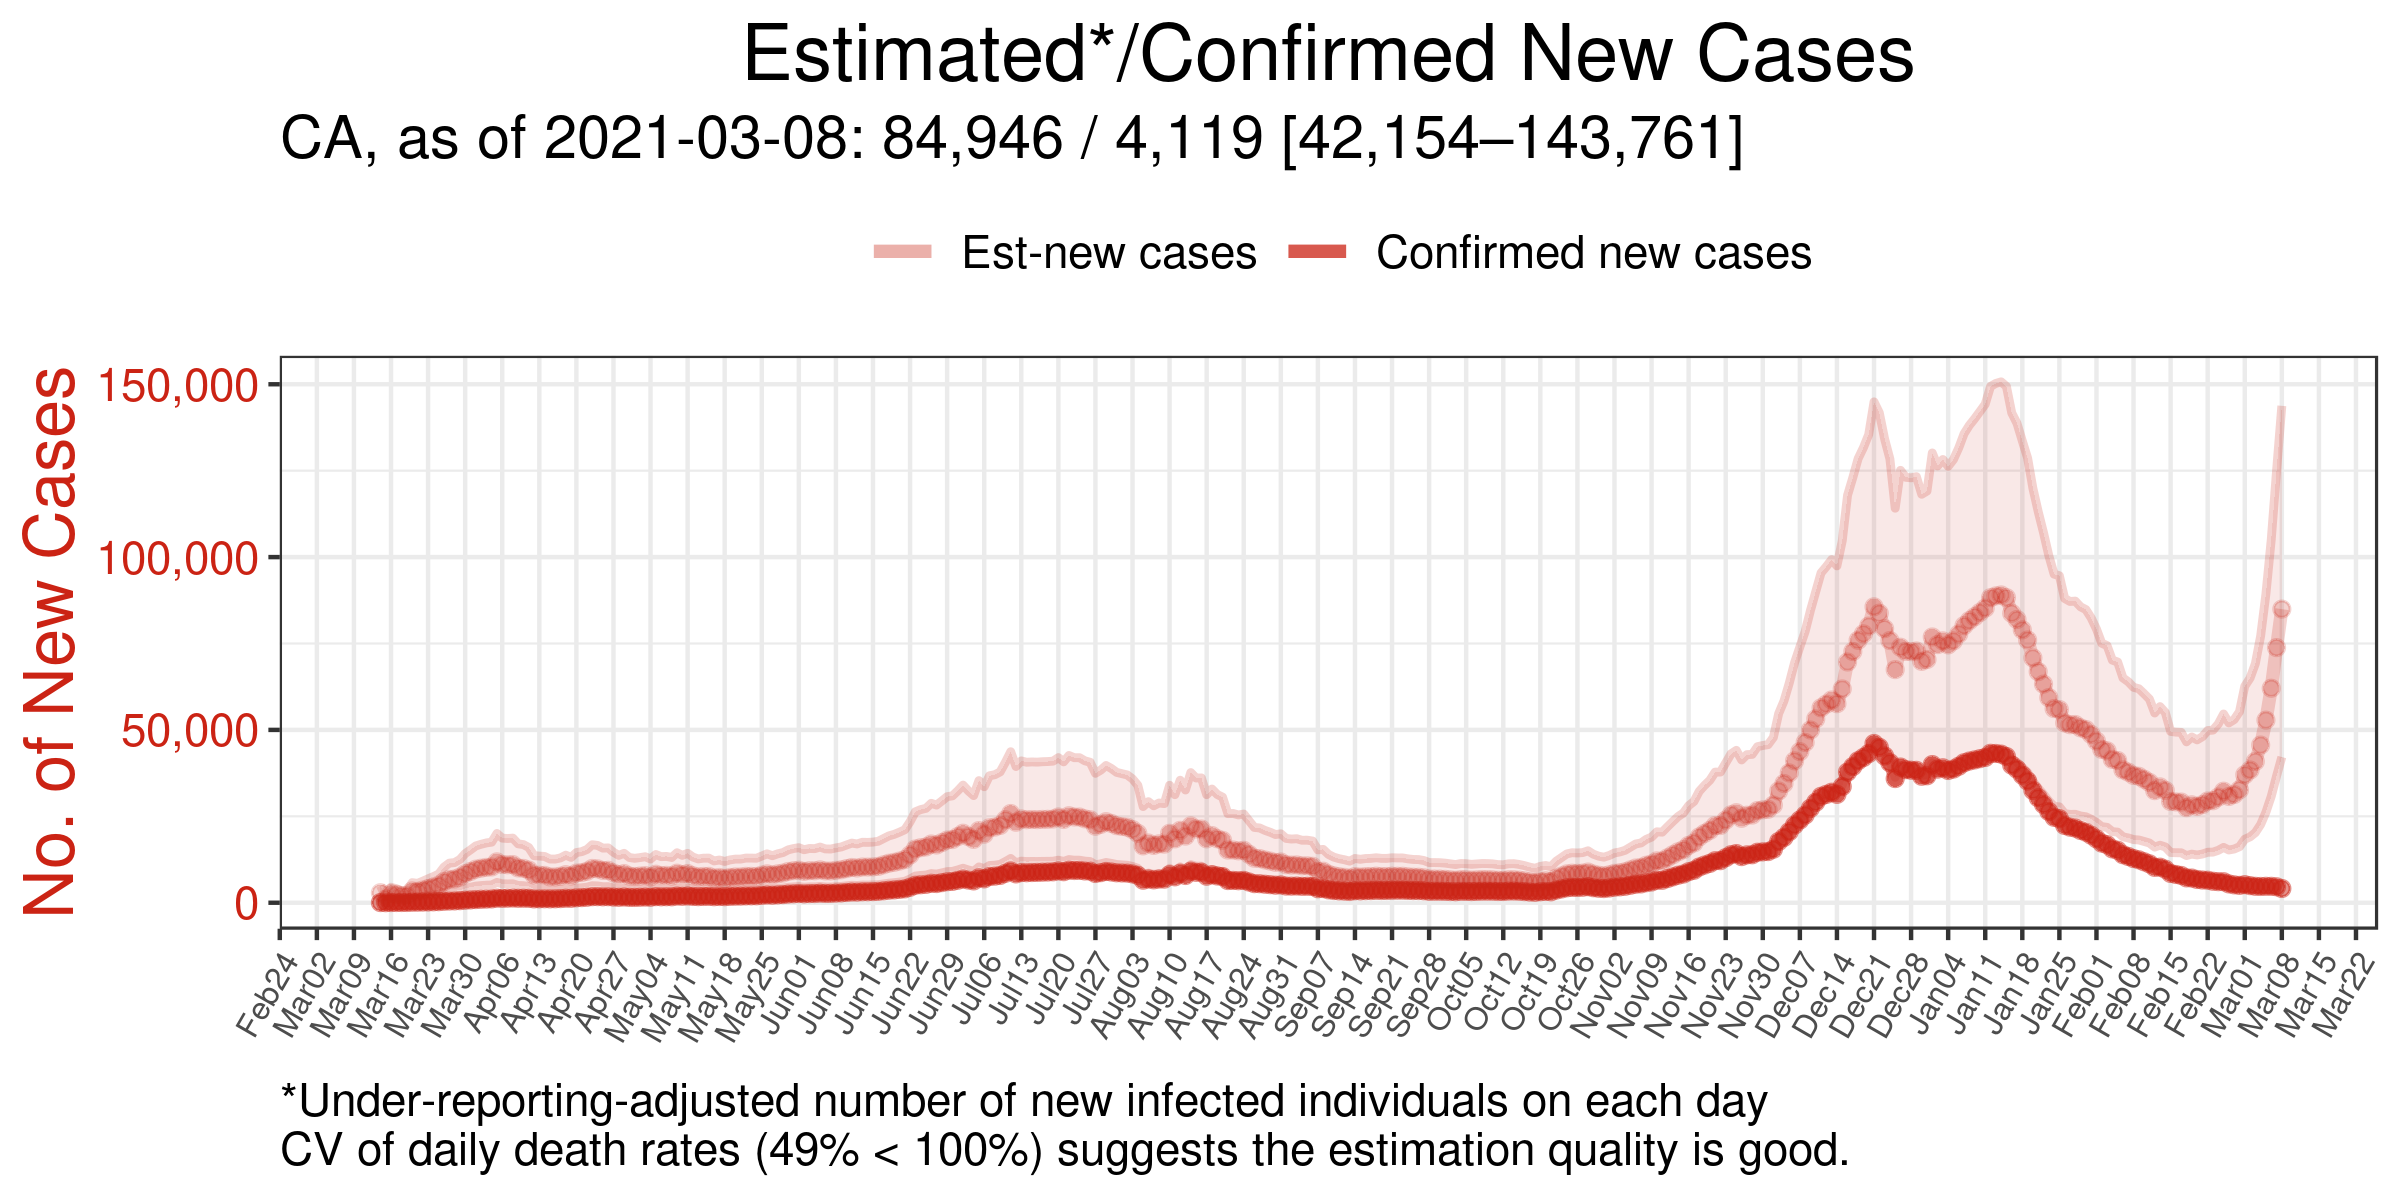 Estimated*/Confirmed New Cases
CA, as of 2021-03-08: 84,946 / 4,119 [42,154–143,761]
Est-new cases
Confirmed new cases
No. of New Cases
150,000
100,000
50,000
0
Feb24
Mar02
Mar09
Mar16
Mar23
Mar30
Apr06
Apr13
Apr20
Apr27
May04
May11
May18
May25
Jun01
Jun08
Jun15
Jun22
Jun29
Jul06
Jul13
Jul20
Jul27
Aug03
Aug10
Aug17
Aug24
Aug31
Sep07
Sep14
Sep21
Sep28
Oct05
Oct12
Oct19
Oct26
Nov02
Nov09
Nov16
Nov23
Nov30
Dec07
Dec14
Dec21
Dec28
Jan04
Jan11
Jan18
Jan25
Feb01
Feb08
Feb15
Feb22
Mar01
Mar08
Mar15
Mar22
*Under-reporting-adjusted number of new infected individuals on each day
CV of daily death rates (49% < 100%) suggests the estimation quality is good.